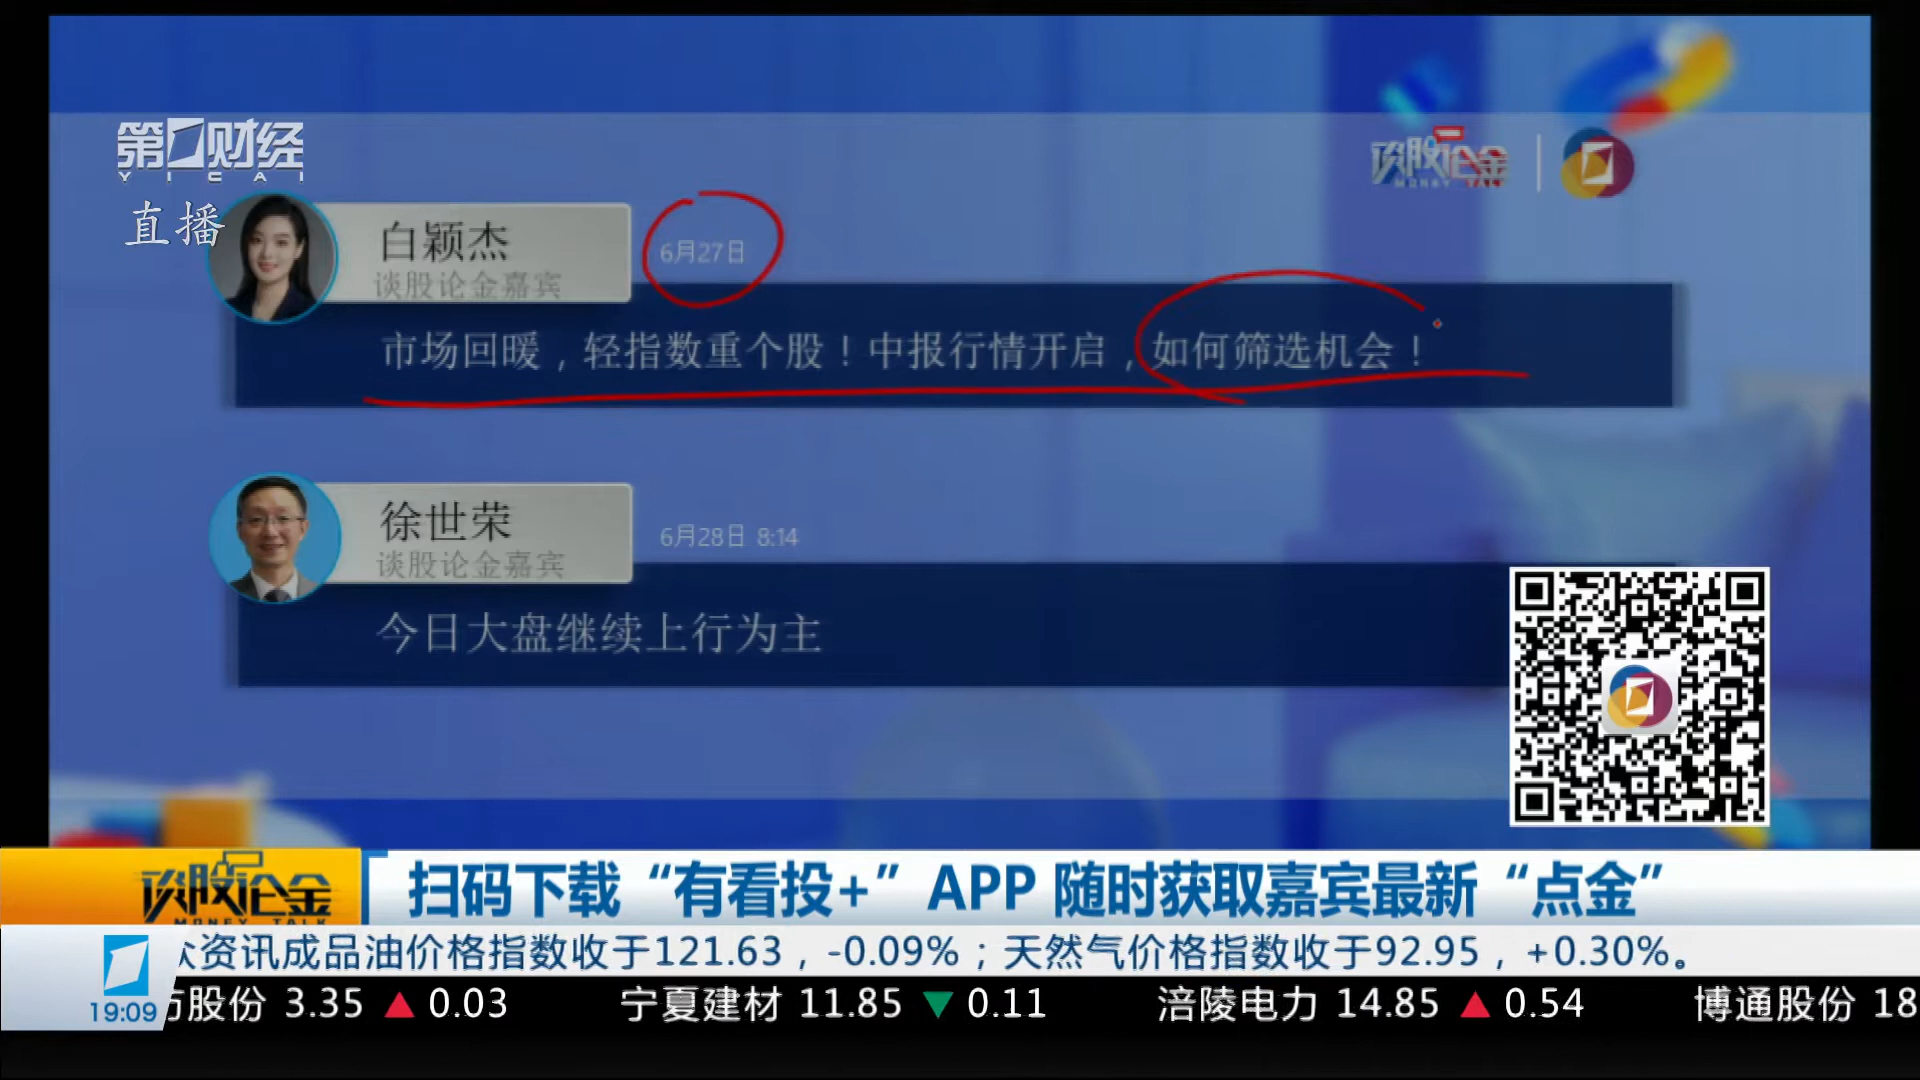 第一财经
YICAI
直播
谈股论金
MONEY TALK
白颖杰
谈股论金嘉宾
6月27日
市场回暖，轻指数重个股！中报行情开启，如何筛选机会！
徐世荣
谈股论金嘉宾
6月28日 8:14
今日大盘继续上行为主
谈股论金
MONEY TALK
扫码下载“有看投+”APP 随时获取嘉宾最新“点金”
资讯成品油价格指数收于121.63，-0.09%；天然气价格指数收于92.95，+0.30%。
19:09
股份 3.35 ▲ 0.03 宁夏建材 11.85 ▼ 0.11 涪陵电力 14.85 ▲ 0.54 博通股份 18